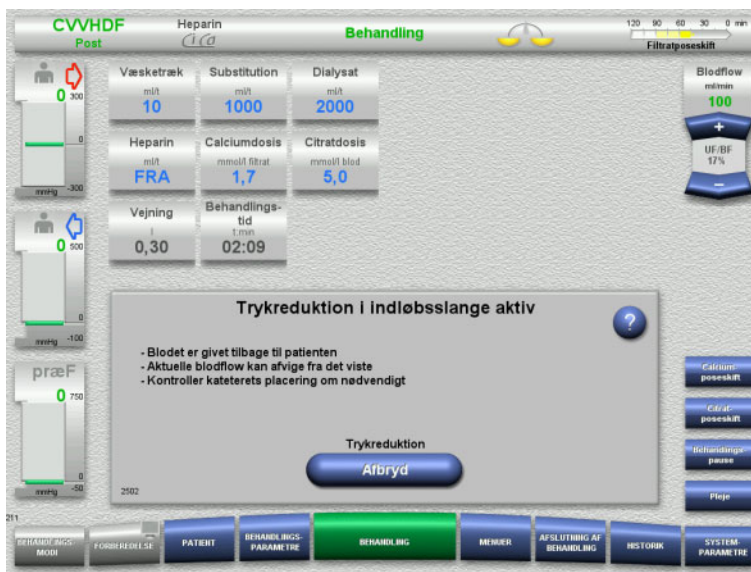 CVVHDF
Post
Heparin
Ci Ca
Behandling
120 90 60 30 0 min
Filtratposeskift
0
300
0
-300
mmHg
Væsketræk
ml/t
10
Substitution
ml/t
1000
Dialysat
ml/t
2000
Blodflow
ml/min
100
+
UF/BF
17%
−
Heparin
ml/t
FRA
Calciumdosis
mmol/l filtrat
1,7
Citratdosis
mmol/l blod
5,0
Vejning
l
0,30
Behandlings-
tid
t:min
02:09
0
500
0
-100
mmHg
præF
0
750
0
-50
mmHg
Trykreduktion i indløbsslange aktiv
?
- Blodet er givet tilbage til patienten
- Aktuelle blodflow kan afvige fra det viste
- Kontroller kateterets placering om nødvendigt
Trykreduktion
Afbryd
2502
Calcium-
poseskift
Citrat-
poseskift
Behandlings-
pause
Pleje
211
BEHANDLINGS-
MODI
FORBEREDELSE
PATIENT
BEHANDLINGS-
PARAMETRE
BEHANDLING
MENUER
AFSLUTNING AF
BEHANDLING
HISTORIK
SYSTEM-
PARAMETRE